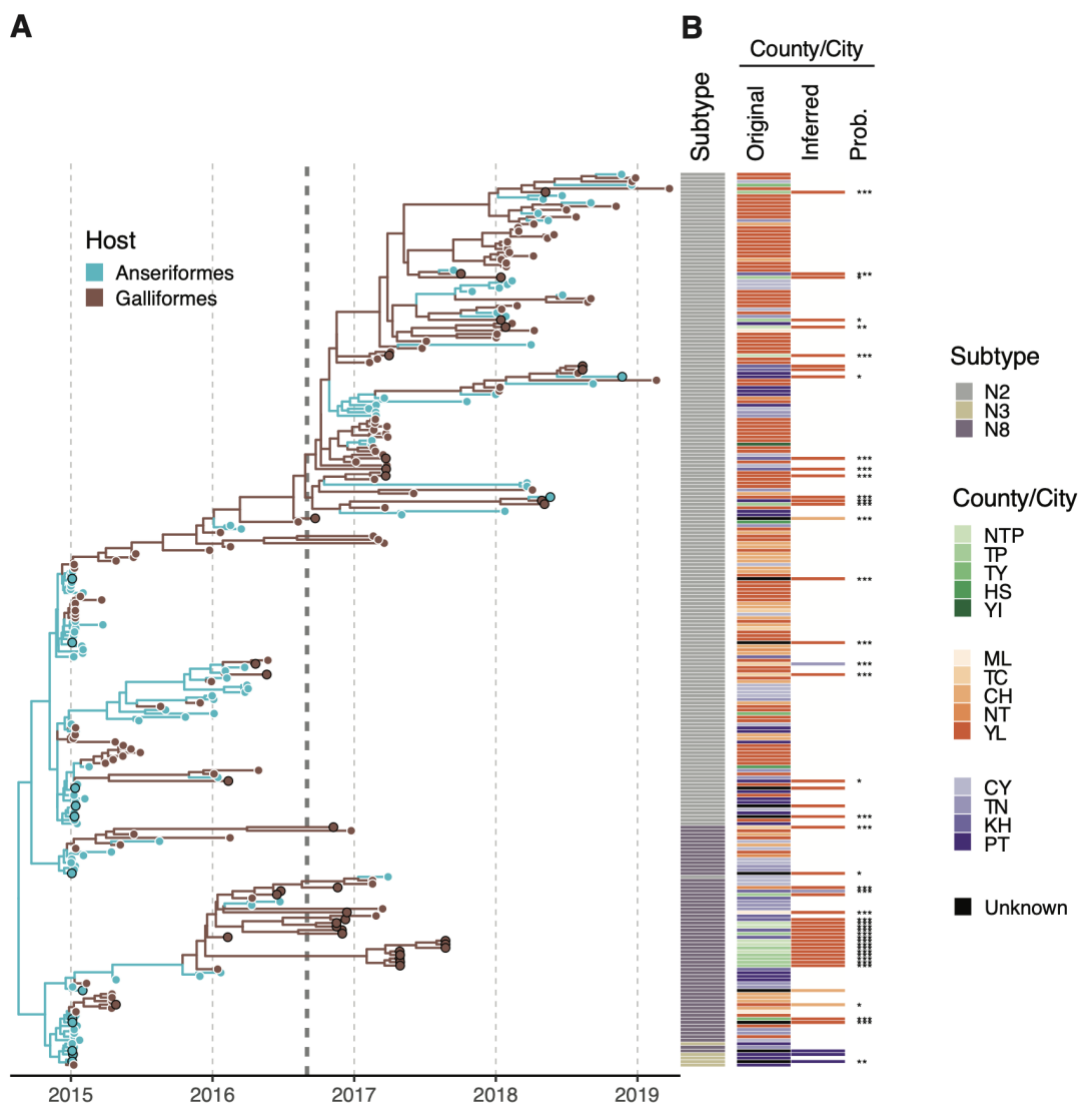 A
B
County/City
Subtype
Original
Inferred
Prob.
Host
Anseriformes
Galliformes
***
***
*
*
**
***
*
***
***
***
***
***
***
***
***
***
***
***
*
***
***
*
***
***
***
***
***
***
***
***
***
*
***
**
Subtype
N2
N3
N8
County/City
NTP
TP
TY
HS
YI
ML
TC
CH
NT
YL
CY
TN
KH
PT
Unknown
2015
2016
2017
2018
2019